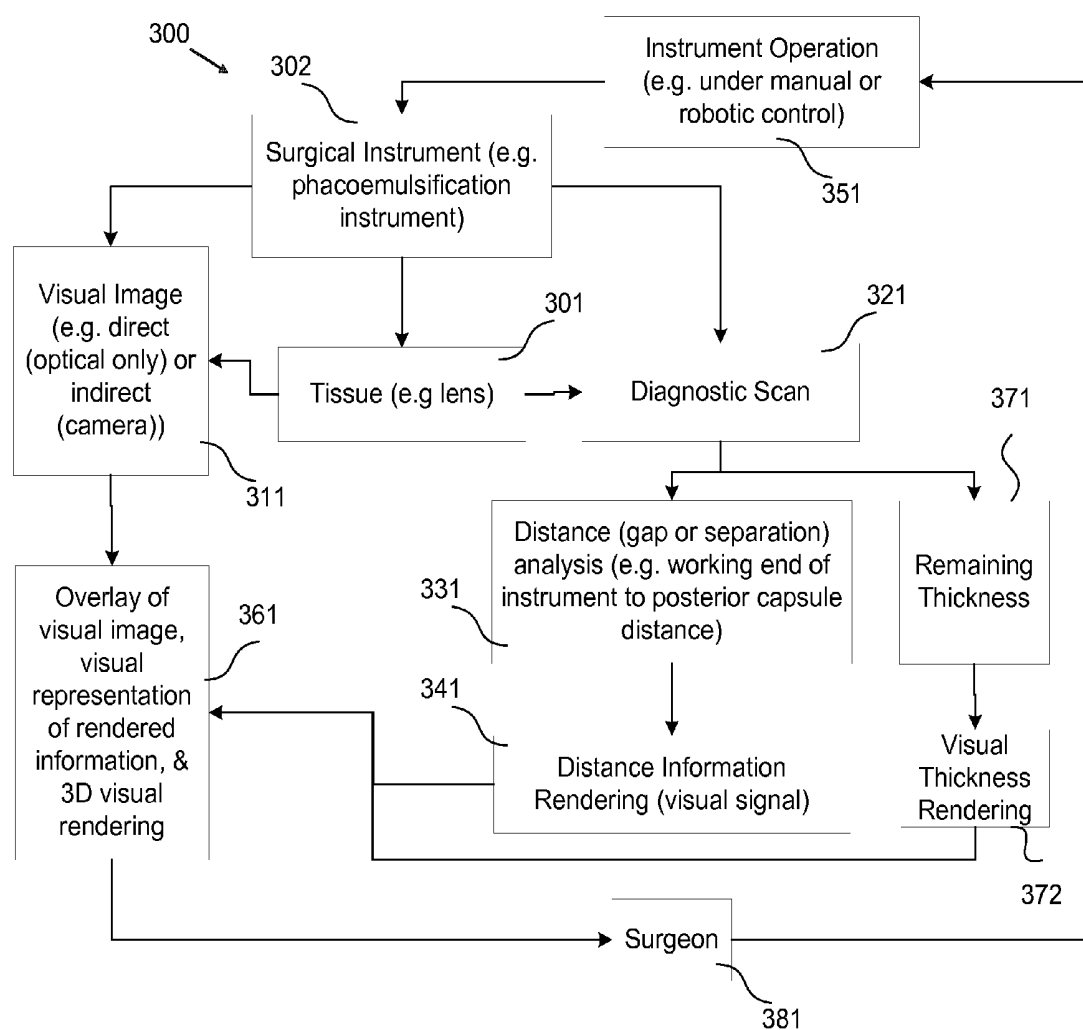 300
302
Instrument Operation
(e.g. under manual or
robotic control)
351
Surgical Instrument (e.g.
phacoemulsification
instrument)
Visual Image
(e.g. direct
(optical only) or
indirect
(camera))
311
301
Tissue (e.g lens)
321
Diagnostic Scan
371
Distance (gap or separation)
analysis (e.g. working end of
instrument to posterior capsule
distance)
331
Remaining
Thickness
Overlay of
visual image,
visual
representation
of rendered
information, &
3D visual
rendering
361
341
Distance Information
Rendering (visual signal)
Visual
Thickness
Rendering
372
Surgeon
381